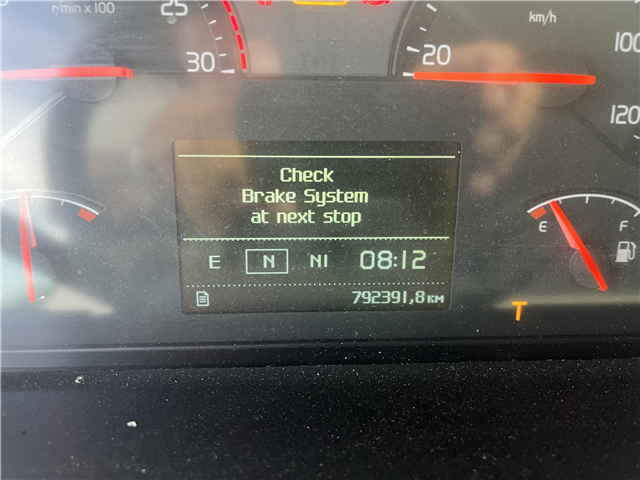 r/min x 100
25
km/h
30
20
100
120
Check
Brake System
at next stop
E
F
E N N1 08:12
T
792391,8 KM